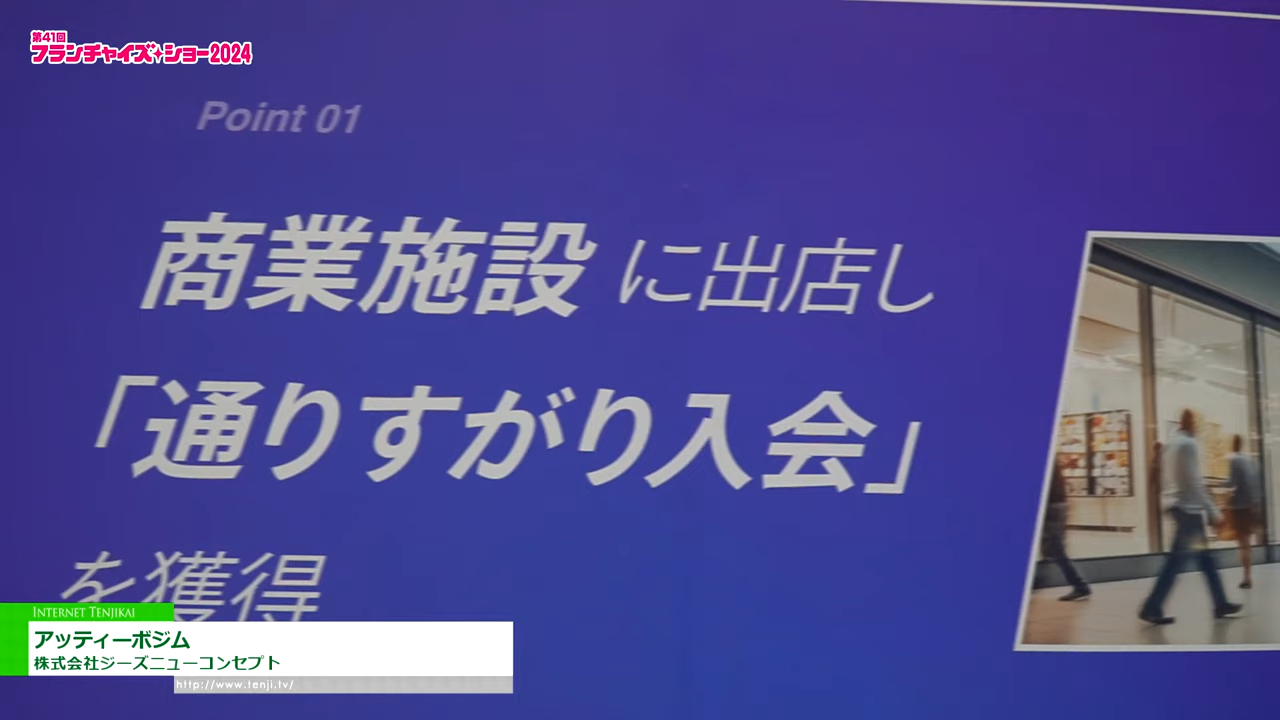 第41回
フランチャイズ・ショー2024
Point 01
商業施設に出店し
「通りすがり入会」
を獲得
INTERNET TENJIKAI
アッティーボジム
株式会社ジーズニューコンセプト
http://www.tenji.tv/